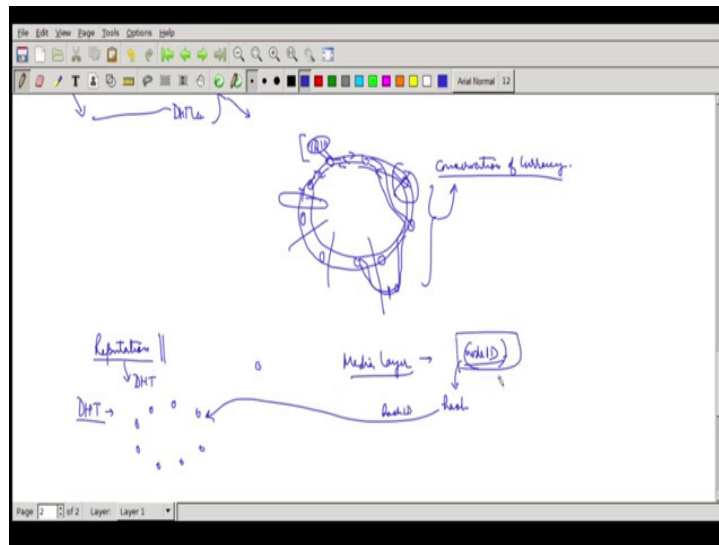 File Edit View Page Tools Options Help
Arial Normal 12
Conservation of Currency.
Reputation
DHT
DHT
Media Layer
(nodeID)
Hash
HashID
Page 2 of 2 Layer: Layer 1